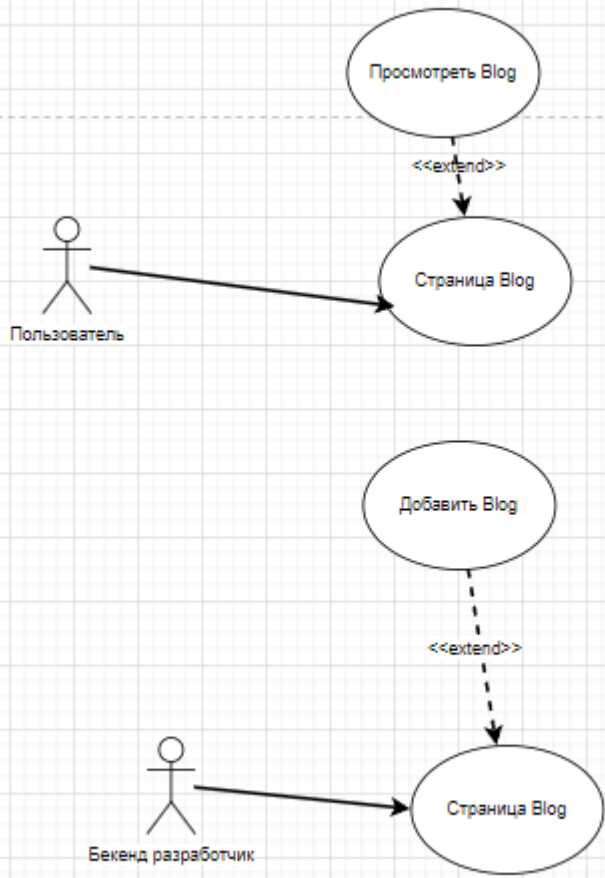 Просмотреть Blog
<<extend>>
Страница Blog
Пользователь
Добавить Blog
<<extend>>
Страница Blog
Бекенд разработчик